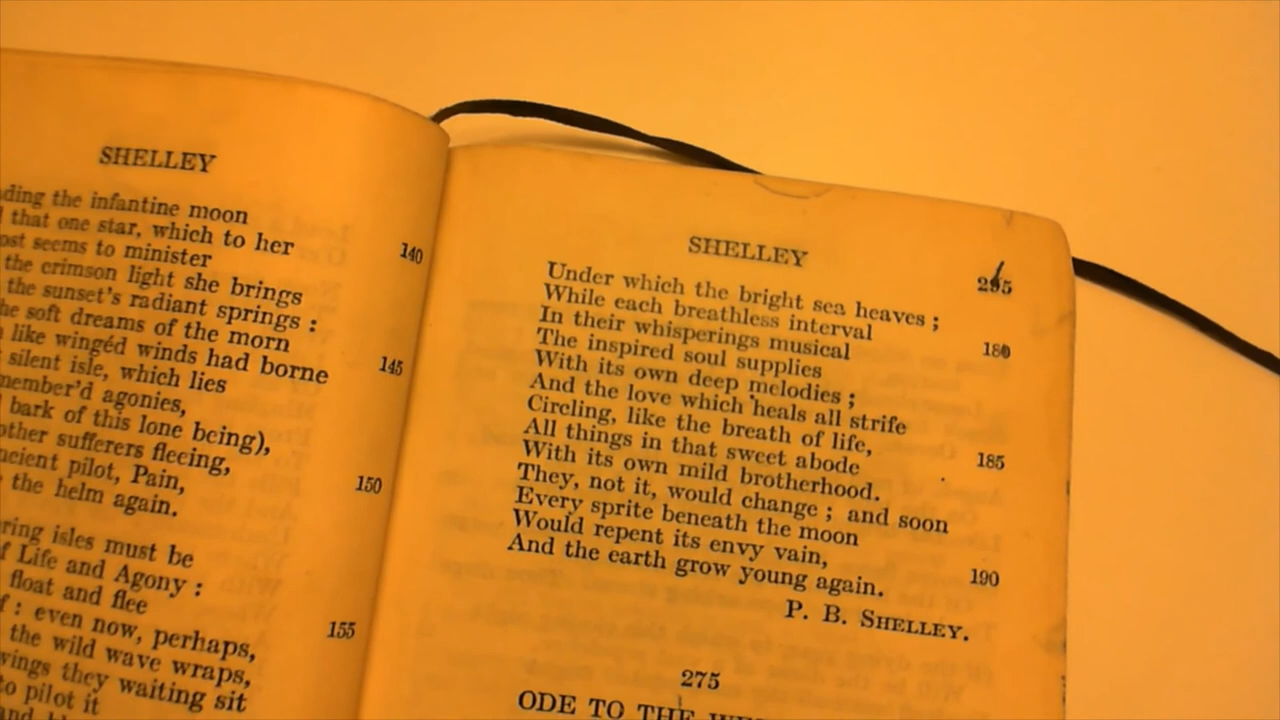 SHELLEY
ding the infantine moon
that one star, which to her 140
ost seems to minister
the crimson light she brings
the sunset's radiant springs :
he soft dreams of the morn
like wingéd winds had borne 145
silent isle, which lies
member'd agonies,
bark of this lone being),
other sufferers fleeing,
ncient pilot, Pain, 150
the helm again.
ring isles must be
f Life and Agony :
float and flee
f : even now, perhaps, 155
the wild wave wraps,
wings they waiting sit
to pilot it
SHELLEY 295
Under which the bright sea heaves ;
While each breathless interval
In their whisperings musical 180
The inspired soul supplies
With its own deep melodies ;
And the love which heals all strife
Circling, like the breath of life,
All things in that sweet abode 185
With its own mild brotherhood.
They, not it, would change ; and soon
Every sprite beneath the moon
Would repent its envy vain,
And the earth grow young again. 190
P. B. SHELLEY.
275
ODE TO THE